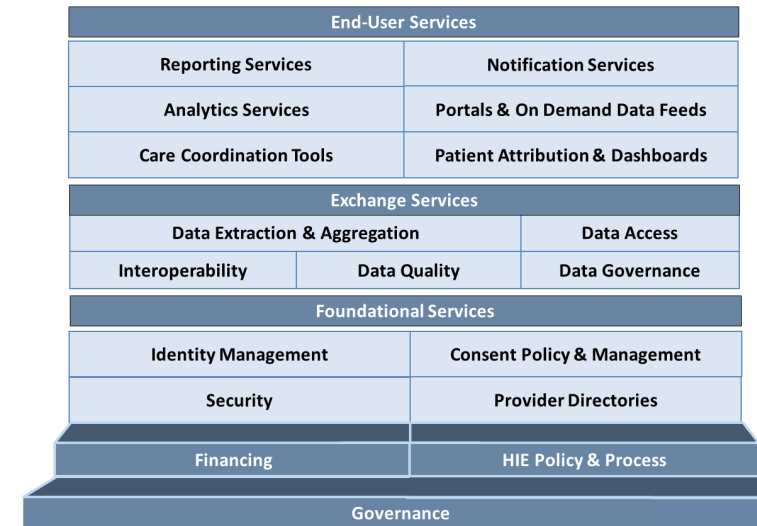 End-User Services
Reporting Services
Notification Services
Analytics Services
Portals & On Demand Data Feeds
Care Coordination Tools
Patient Attribution & Dashboards
Exchange Services
Data Extraction & Aggregation
Data Access
Interoperability
Data Quality
Data Governance
Foundational Services
Identity Management
Consent Policy & Management
Security
Provider Directories
Financing
HIE Policy & Process
Governance